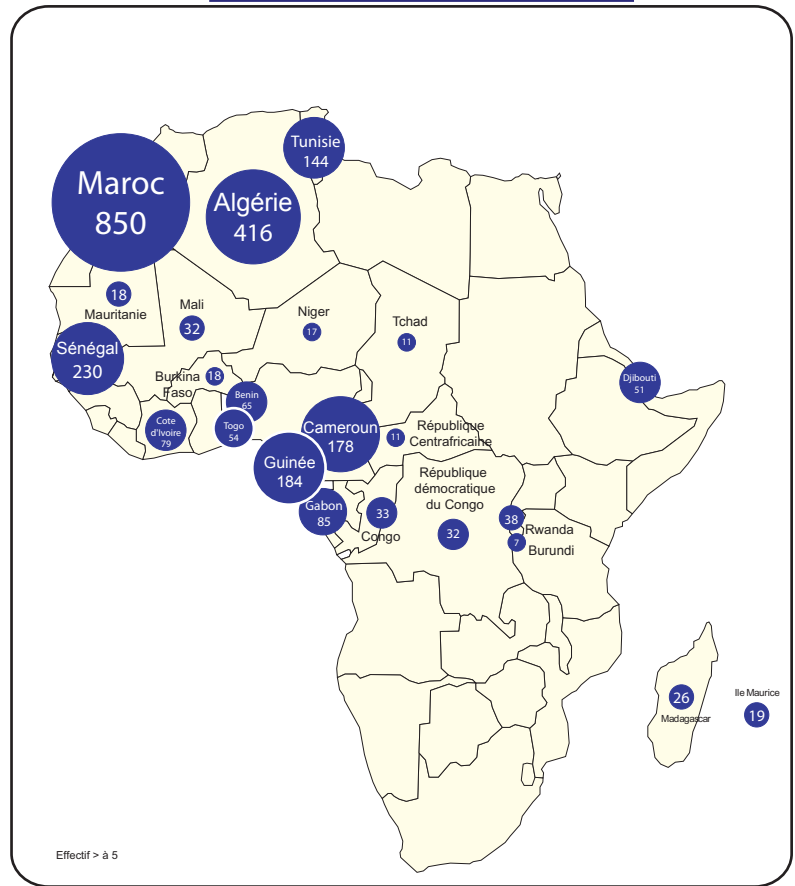 Tunisie
144
Maroc
850
Algérie
416
18
Mauritanie
Mali
32
Niger
17
Tchad
11
Sénégal
230
Burkina
Faso
18
Djibouti
51
Benin
65
Cote
d'Ivoire
79
Togo
54
Cameroun
178
11
République
Centrafricaine
Guinée
184
République
démocratique
du Congo
32
Gabon
85
33
Congo
38
Rwanda
7
Burundi
26
Madagascar
Ile Maurice
19
Effectif > à 5